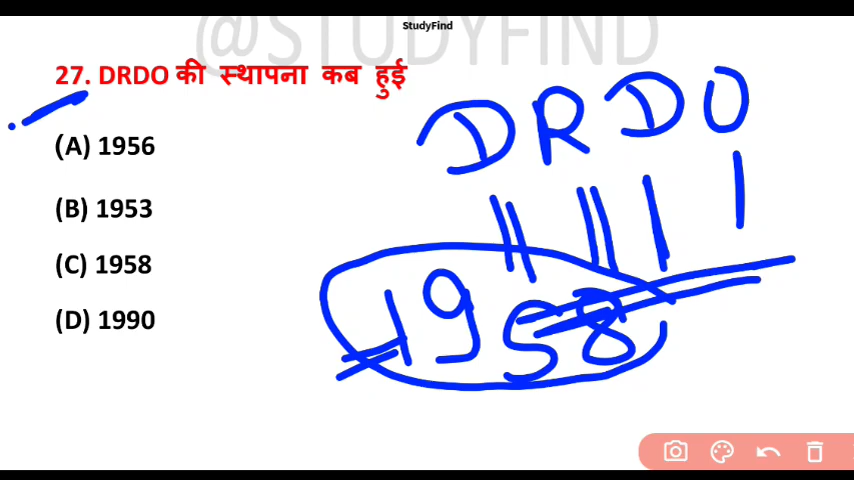 StudyFind
@STUDYFIND
27. DRDO की स्थापना कब हुई
DRDO
(A) 1956
(B) 1953
(C) 1958
1958
(D) 1990